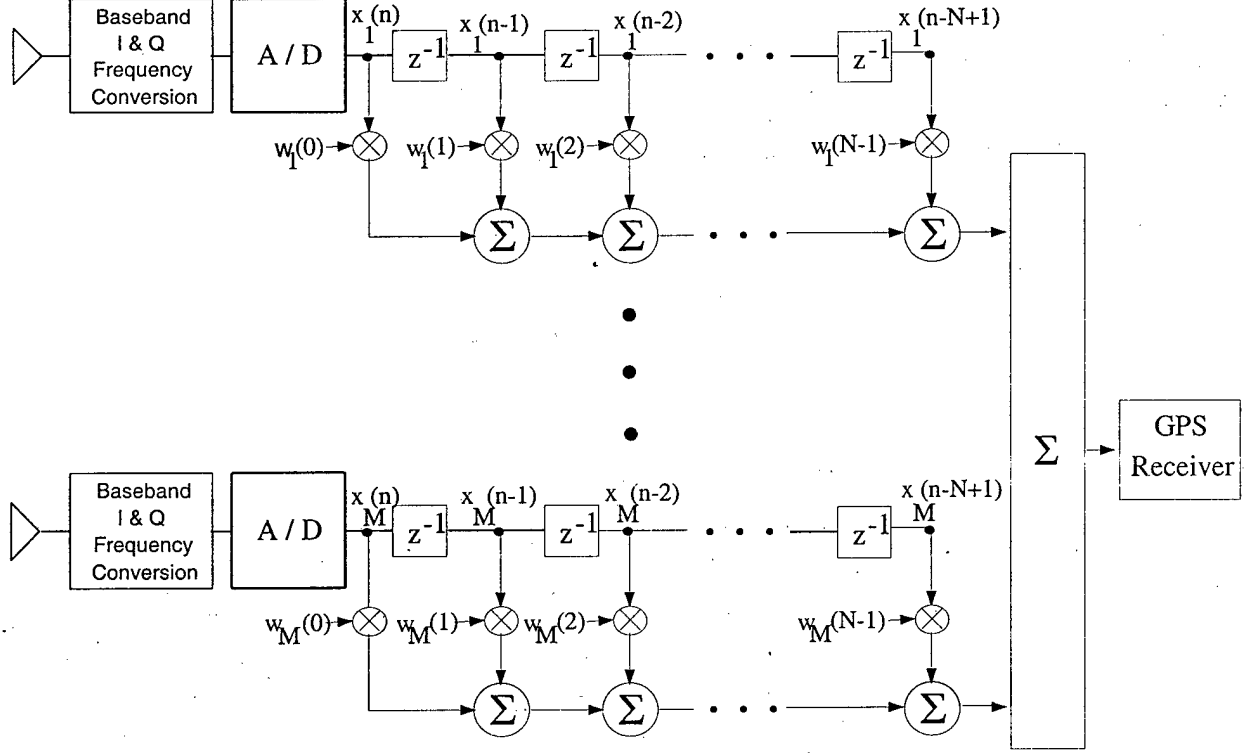 Baseband
I & Q
Frequency
Conversion
A / D
x1(n)
z⁻¹
x1(n-1)
z⁻¹
x1(n-2)
z⁻¹
x1(n-N+1)
w1(0)
w1(1)
w1(2)
w1(N-1)
Σ
Σ
Σ
Σ
GPS
Receiver
Baseband
I & Q
Frequency
Conversion
A / D
xM(n)
z⁻¹
xM(n-1)
z⁻¹
xM(n-2)
z⁻¹
xM(n-N+1)
wM(0)
wM(1)
wM(2)
wM(N-1)
Σ
Σ
Σ